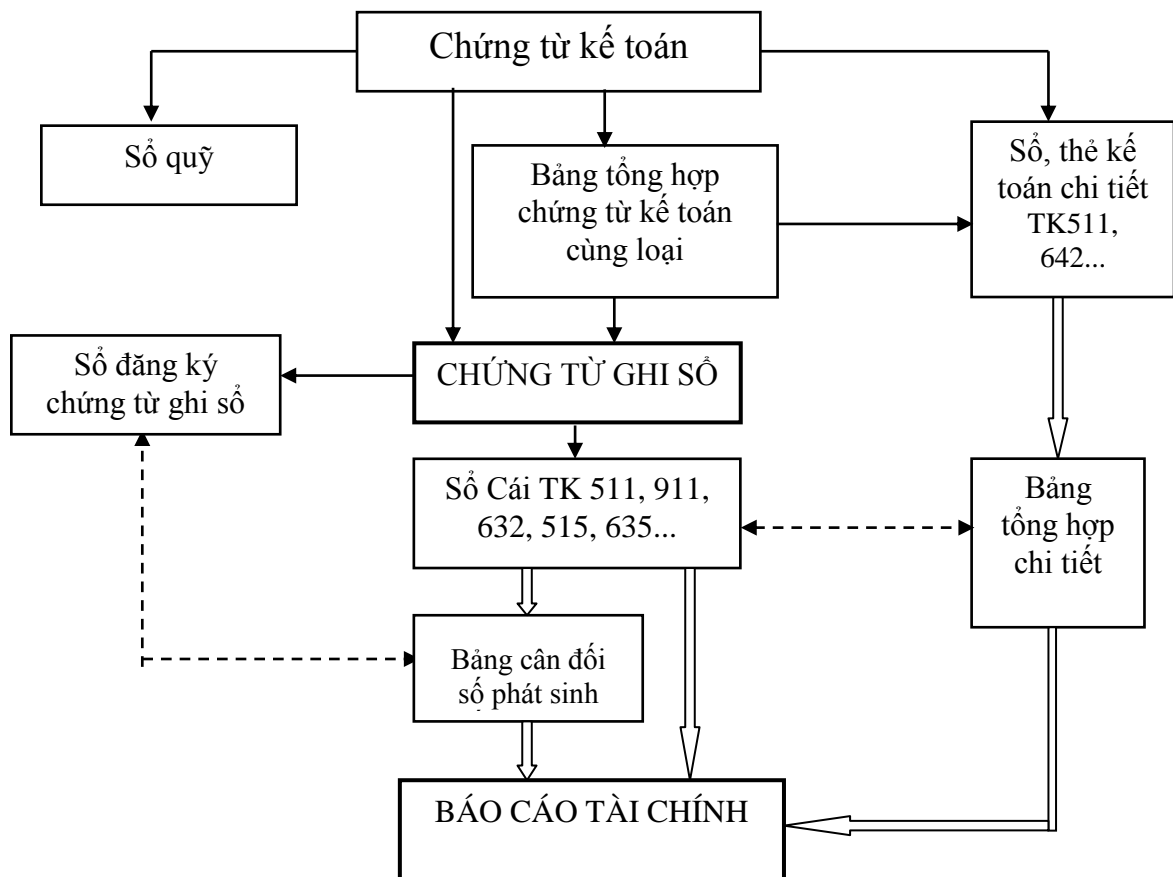 Chứng từ kế toán
Sổ quỹ
Bảng tổng hợp
chứng từ kế toán
cùng loại
Sổ, thẻ kế
toán chi tiết
TK511,
642...
Sổ đăng ký
chứng từ ghi sổ
CHỨNG TỪ GHI SỔ
Sổ Cái TK 511, 911,
632, 515, 635...
Bảng
tổng hợp
chi tiết
Bảng cân đối
số phát sinh
BÁO CÁO TÀI CHÍNH